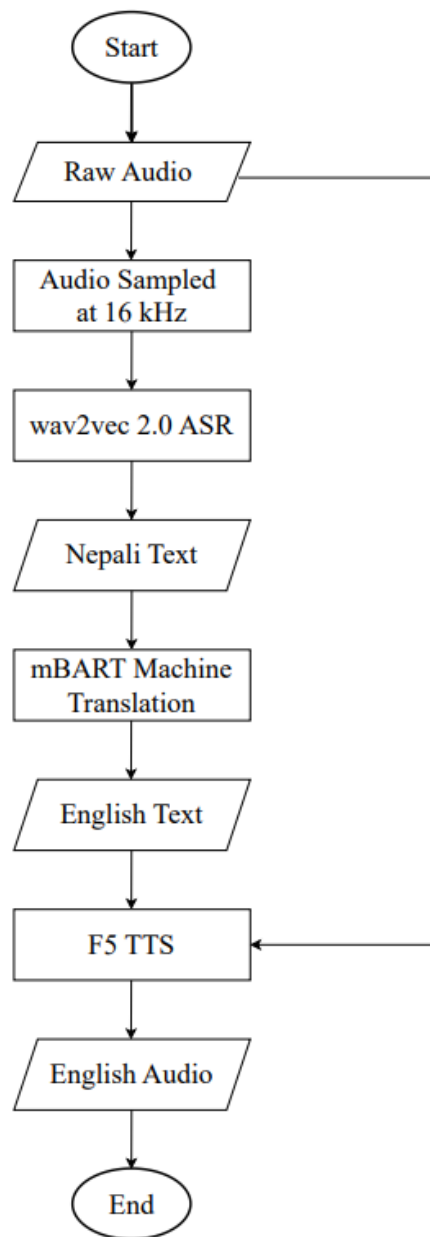 Start
Raw Audio
Audio Sampled
at 16 kHz
wav2vec 2.0 ASR
Nepali Text
mBART Machine
Translation
English Text
F5 TTS
English Audio
End